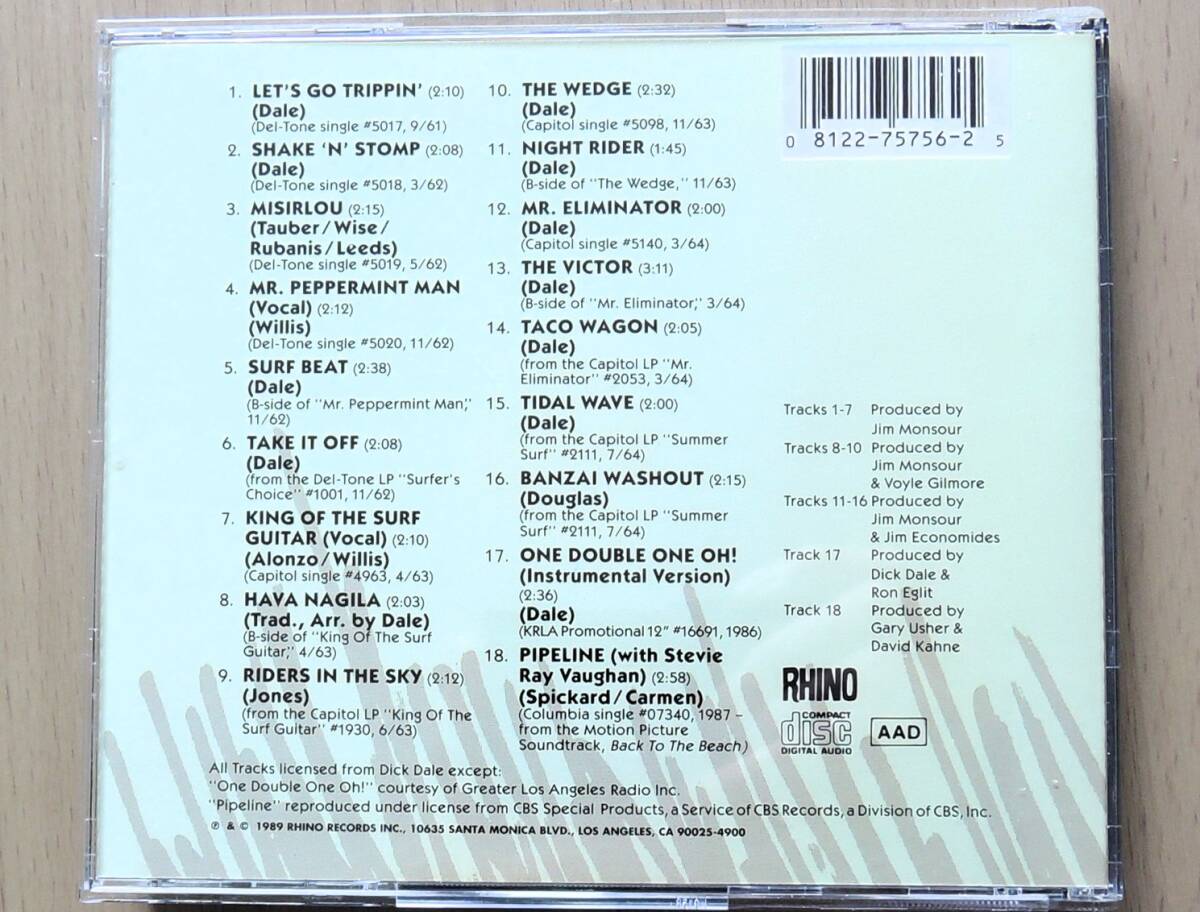 1. LET'S GO TRIPPIN' (2:10)
(Dale)
(Del-Tone single #5017, 9/61)
2. SHAKE 'N' STOMP (2:08)
(Dale)
(Del-Tone single #5018, 3/62)
3. MISIRLOU (2:15)
(Tauber/Wise/
Rubanis/Leeds)
(Del-Tone single #5019, 5/62)
4. MR. PEPPERMINT MAN
(Vocal) (2:12)
(Willis)
(Del-Tone single #5020, 11/62)
5. SURF BEAT (2:38)
(Dale)
(B-side of "Mr. Peppermint Man,"
11/62)
6. TAKE IT OFF (2:08)
(Dale)
(from the Del-Tone LP "Surfer's
Choice" #1001, 11/62)
7. KING OF THE SURF
GUITAR (Vocal) (2:10)
(Alonzo/Willis)
(Capitol single #4963, 4/63)
8. HAVA NAGILA (2:03)
(Trad., Arr. by Dale)
(B-side of "King Of The Surf
Guitar," 4/63)
9. RIDERS IN THE SKY (2:12)
(Jones)
(from the Capitol LP "King Of The
Surf Guitar" #1930, 6/63)
10. THE WEDGE (2:32)
(Dale)
(Capitol single #5098, 11/63)
11. NIGHT RIDER (1:45)
(Dale)
(B-side of "The Wedge," 11/63)
12. MR. ELIMINATOR (2:00)
(Dale)
(Capitol single #5140, 3/64)
13. THE VICTOR (3:11)
(Dale)
(B-side of "Mr. Eliminator," 3/64)
14. TACO WAGON (2:05)
(Dale)
(from the Capitol LP "Mr.
Eliminator" #2053, 3/64)
15. TIDAL WAVE (2:00)
(Dale)
(from the Capitol LP "Summer
Surf" #2111, 7/64)
16. BANZAI WASHOUT (2:15)
(Douglas)
(from the Capitol LP "Summer
Surf" #2111, 7/64)
17. ONE DOUBLE ONE OH!
(Instrumental Version)
(2:36)
(Dale)
(KRLA Promotional 12" #16691, 1986)
18. PIPELINE (with Stevie
Ray Vaughan) (2:58)
(Spickard/Carmen)
(Columbia single #07340, 1987 –
from the Motion Picture
Soundtrack, Back To The Beach)
0 8122-75756-2 5
Tracks 1-7 Produced by
Jim Monsour
Tracks 8-10 Produced by
Jim Monsour
& Voyle Gilmore
Tracks 11-16 Produced by
Jim Monsour
& Jim Economides
Track 17 Produced by
Dick Dale &
Ron Eglit
Track 18 Produced by
Gary Usher &
David Kahne
RHINO
COMPACT
disc
DIGITAL AUDIO
AAD
All Tracks licensed from Dick Dale except:
"One Double One Oh!" courtesy of Greater Los Angeles Radio Inc.
"Pipeline" reproduced under license from CBS Special Products, a Service of CBS Records, a Division of CBS, Inc.
℗ & © 1989 RHINO RECORDS INC., 10635 SANTA MONICA BLVD., LOS ANGELES, CA 90025-4900